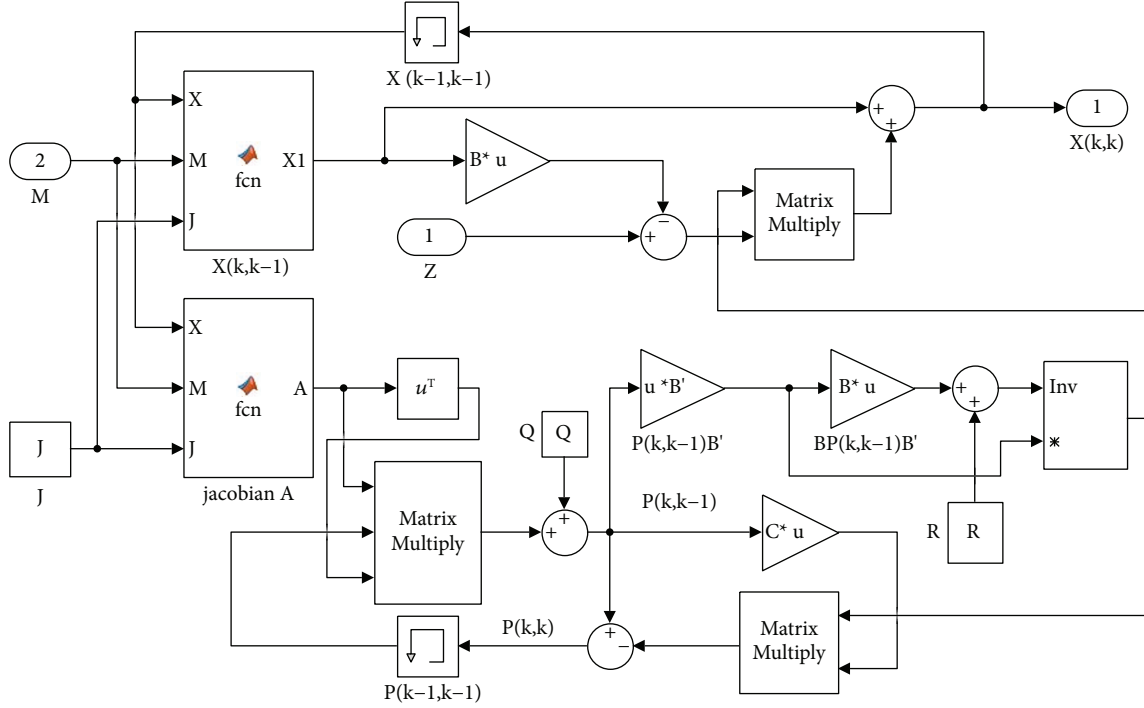 X (k−1,k−1)
X
M
J
fcn
X1
X(k,k−1)
2
M
B* u
1
Z
−
+
+
+
Matrix
Multiply
1
X(k,k)
X
M
J
fcn
A
jacobian A
J
J
uᵀ
Q
Q
Matrix
Multiply
+
+
u *B'
P(k,k−1)B'
B* u
BP(k,k−1)B'
+
+
Inv
*
P(k,k−1)
C* u
R
R
P(k,k)
+
−
Matrix
Multiply
P(k−1,k−1)